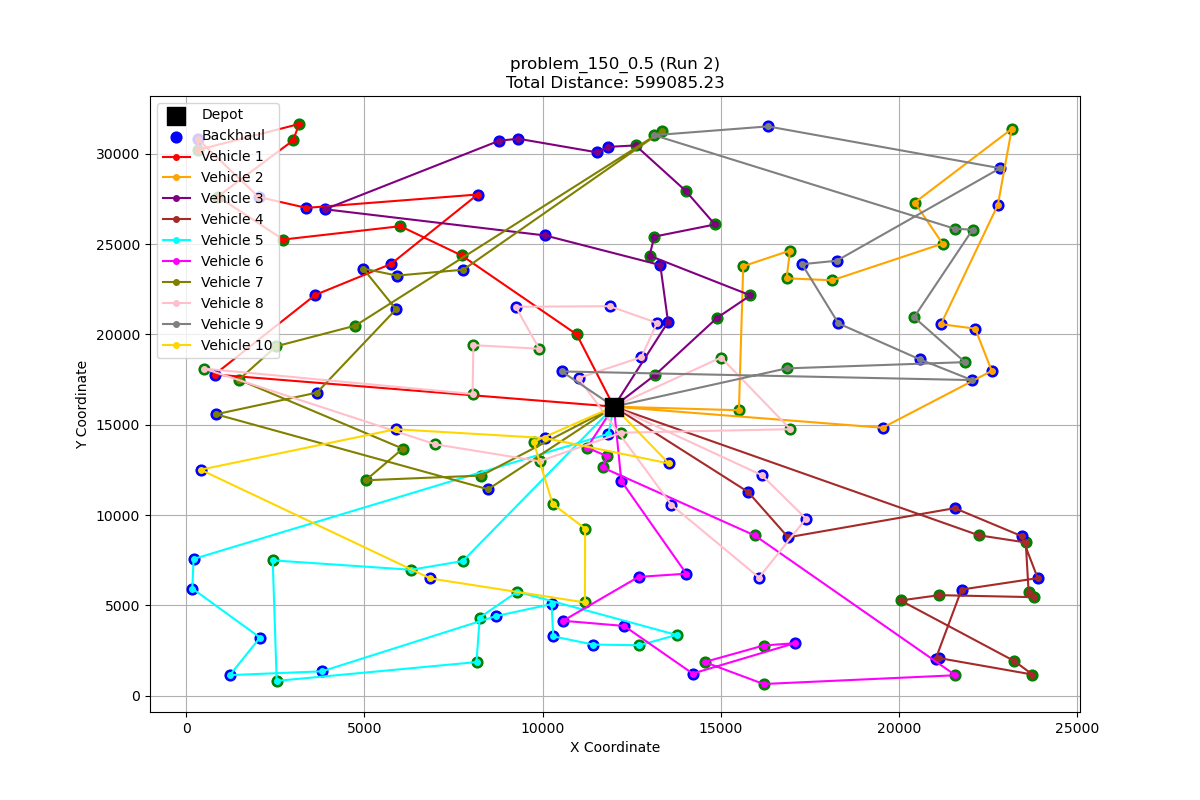 problem_150_0.5 (Run 2)
Total Distance: 599085.23
Depot
Backhaul
Vehicle 1
Vehicle 2
Vehicle 3
Vehicle 4
Vehicle 5
Vehicle 6
Vehicle 7
Vehicle 8
Vehicle 9
Vehicle 10
Y Coordinate
30000
25000
20000
15000
10000
5000
0
0
5000
10000
15000
20000
25000
X Coordinate